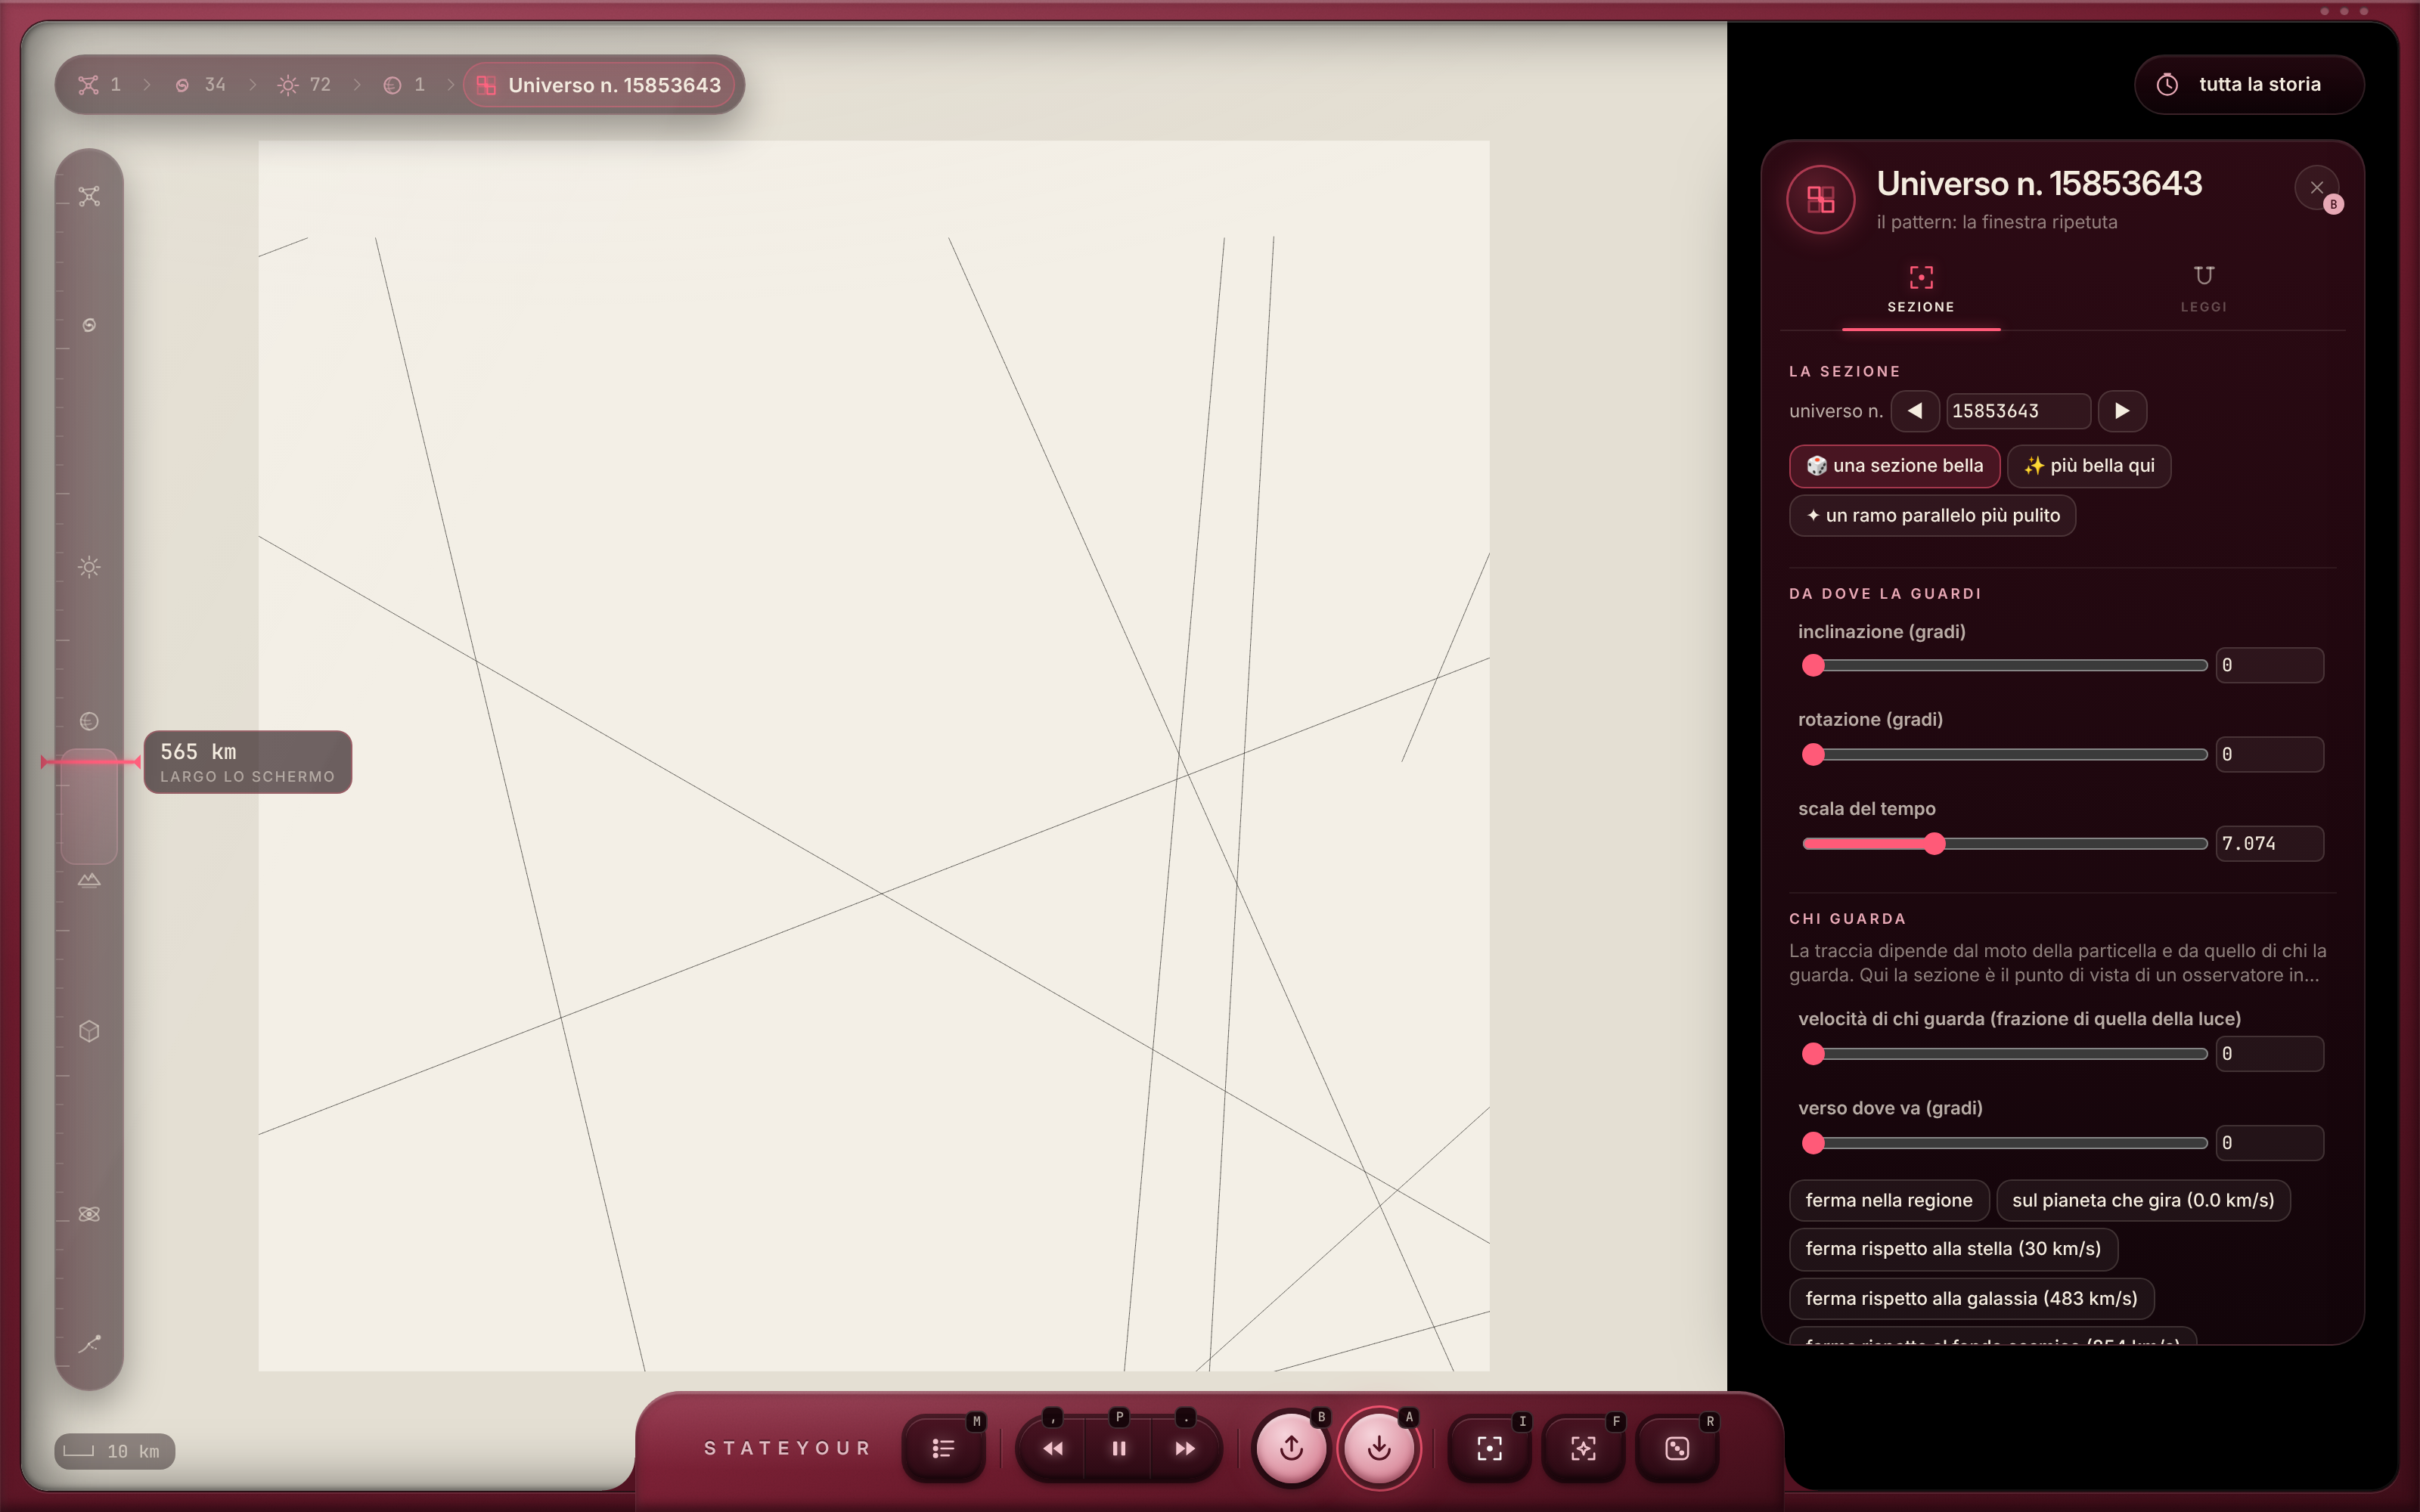 1 34 72 1 Universo n. 15853643
tutta la storia
565 km
LARGO LO SCHERMO
10 km
Universo n. 15853643
il pattern: la finestra ripetuta
B
SEZIONE LEGGI
LA SEZIONE
universo n. 15853643
una sezione bella più bella qui
un ramo parallelo più pulito
DA DOVE LA GUARDI
inclinazione (gradi)
0
rotazione (gradi)
0
scala del tempo
7.074
CHI GUARDA
La traccia dipende dal moto della particella e da quello di chi la
guarda. Qui la sezione è il punto di vista di un osservatore in…
velocità di chi guarda (frazione di quella della luce)
0
verso dove va (gradi)
0
ferma nella regione sul pianeta che gira (0.0 km/s)
ferma rispetto alla stella (30 km/s)
ferma rispetto alla galassia (483 km/s)
STATEYOUR M , P . B A I F R